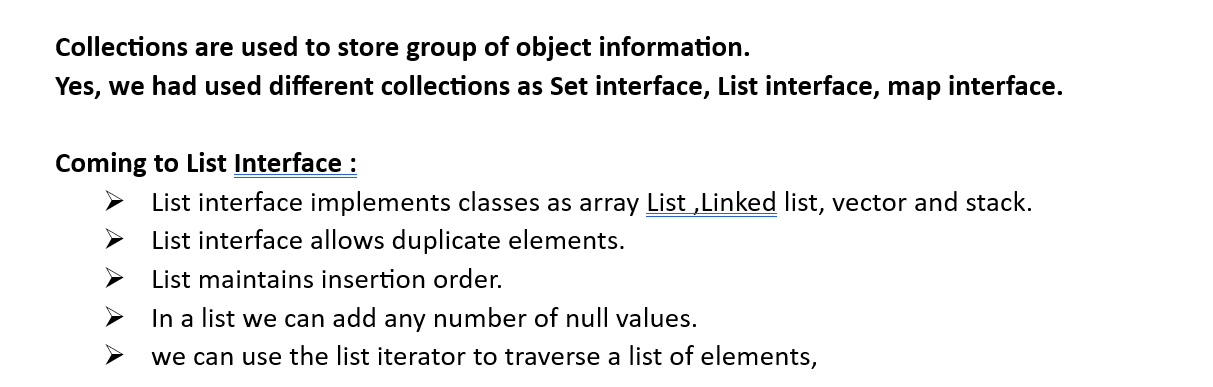 Collections are used to store group of object information.
Yes, we had used different collections as Set interface, List interface, map interface.
Coming to List Interface :
➢ List interface implements classes as array List ,Linked list, vector and stack.
➢ List interface allows duplicate elements.
➢ List maintains insertion order.
➢ In a list we can add any number of null values.
➢ we can use the list iterator to traverse a list of elements,